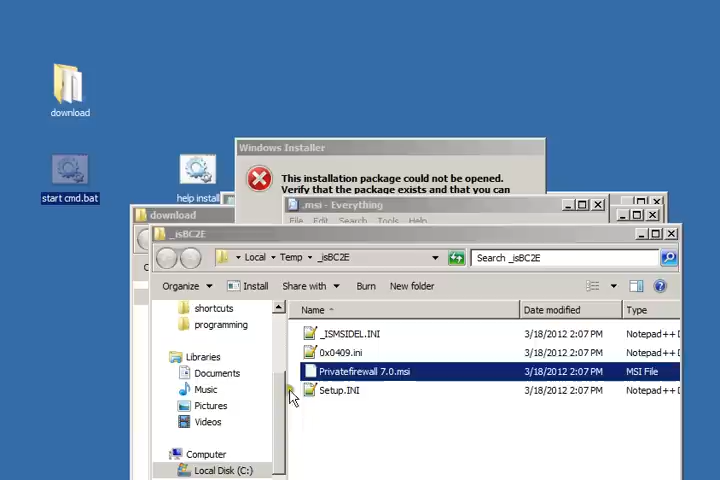 download
start cmd.bat
help install
Windows Installer
This installation package could not be opened.
Verify that the package exists and that you can
.msi - Everything
File Edit Search Tools Help
download
_isBC2E
Local Temp _isBC2E
Search _isBC2E
Organize Install Share with Burn New folder
shortcuts
programming
Libraries
Documents
Music
Pictures
Videos
Computer
Local Disk (C:)
Name Date modified Type
_ISMSIDEL.INI 3/18/2012 2:07 PM Notepad++
0x0409.ini 3/18/2012 2:07 PM Notepad++
Privatefirewall 7.0.msi 3/18/2012 2:07 PM MSI File
Setup.INI 3/18/2012 2:07 PM Notepad++